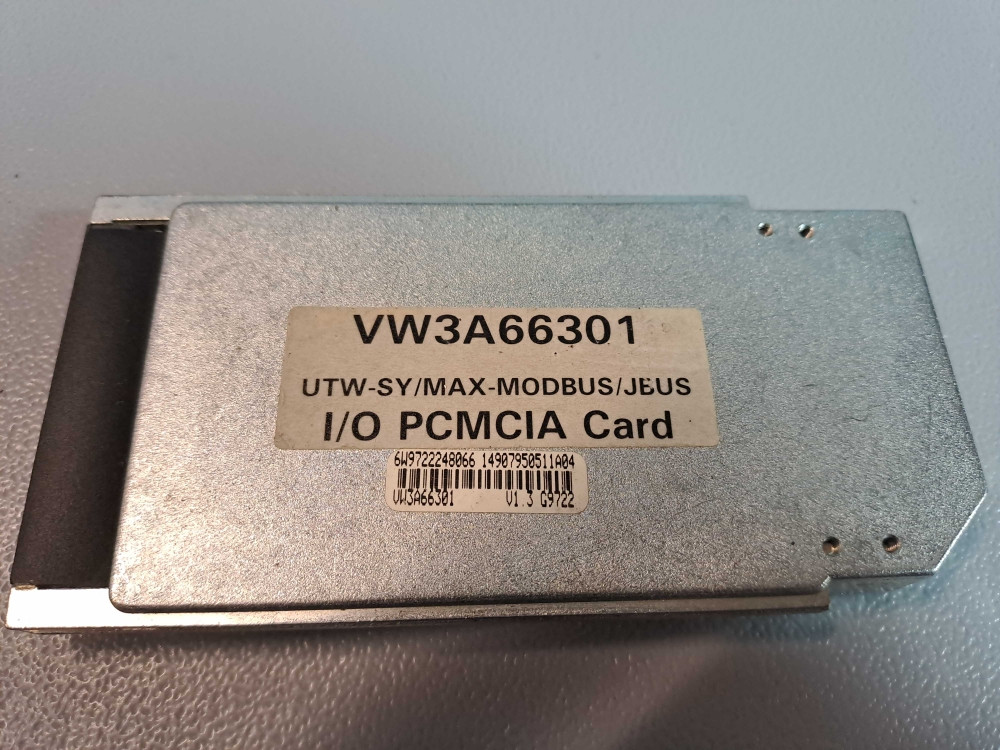 VW3A66301
UTW-SY/MAX-MODBUS/JBUS
I/O PCMCIA Card
6W9722248066 14907950511A04
VW3A66301 V1.3 G9722